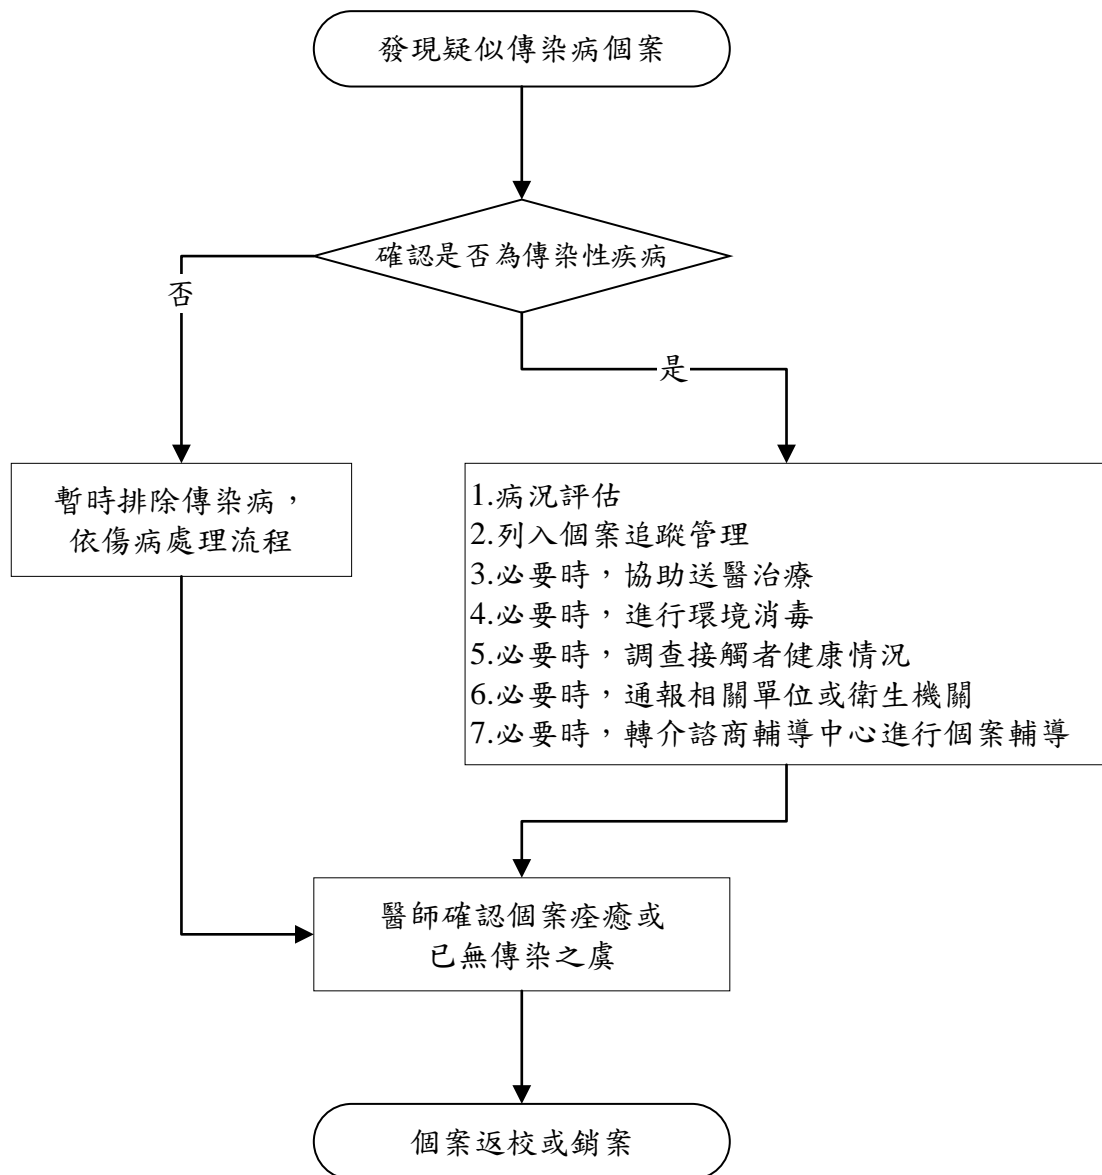 發現疑似傳染病個案
確認是否為傳染性疾病
否
是
暫時排除傳染病，
依傷病處理流程
1.病況評估
2.列入個案追蹤管理
3.必要時，協助送醫治療
4.必要時，進行環境消毒
5.必要時，調查接觸者健康情況
6.必要時，通報相關單位或衛生機關
7.必要時，轉介諮商輔導中心進行個案輔導
醫師確認個案痊癒或
已無傳染之虞
個案返校或銷案